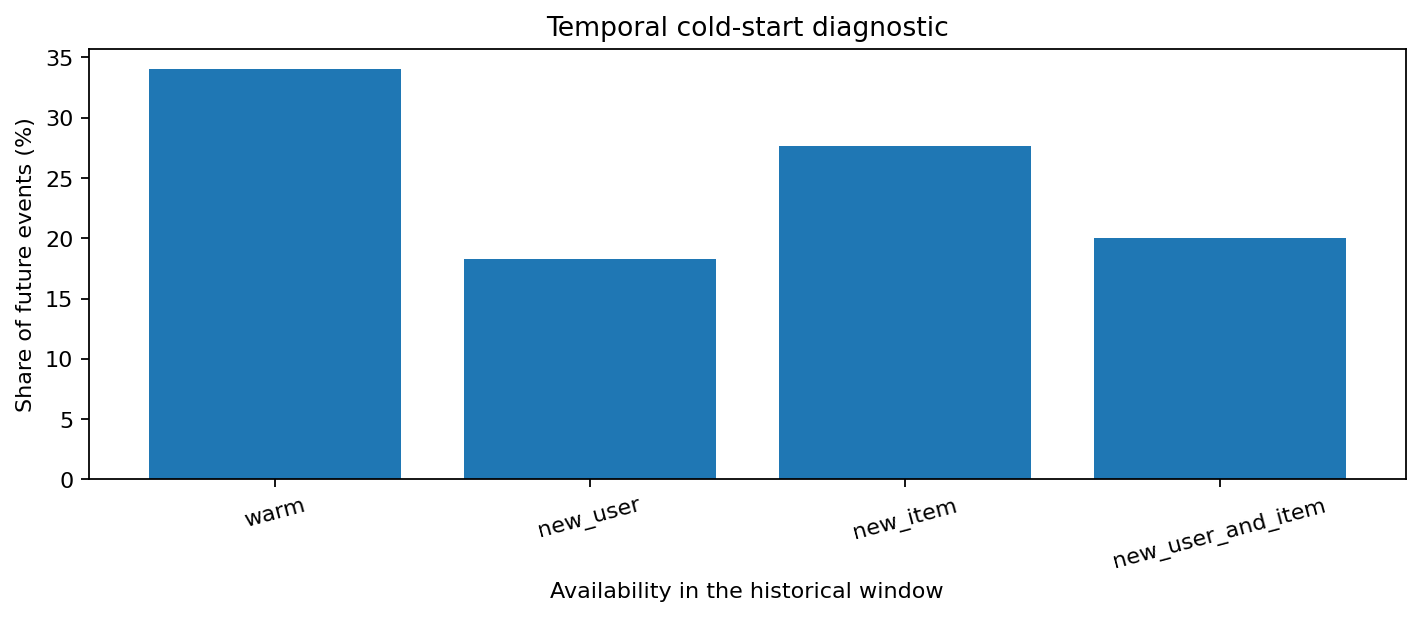 Temporal cold-start diagnostic
Share of future events (%)
35
30
25
20
15
10
5
0
warm
new_user
new_item
new_user_and_item
Availability in the historical window